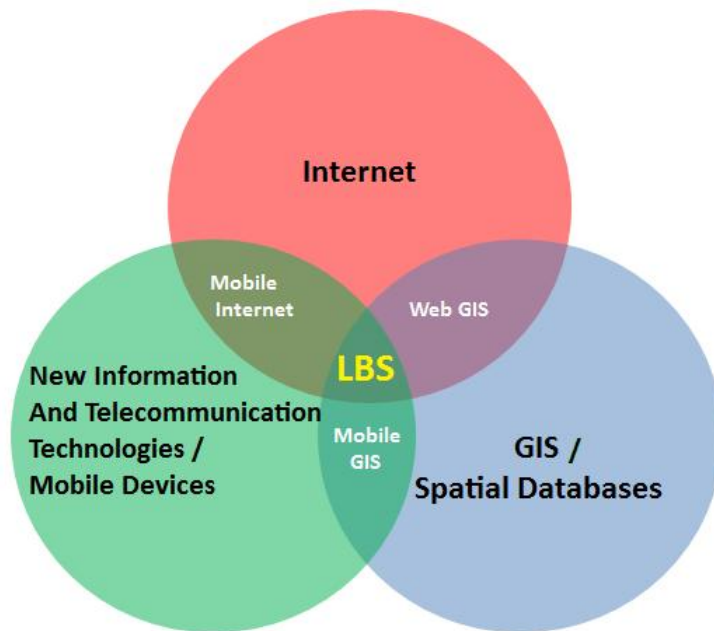 Internet
Mobile
Internet
Web GIS
LBS
New Information
And Telecommunication
Technologies /
Mobile Devices
Mobile
GIS
GIS /
Spatial Databases